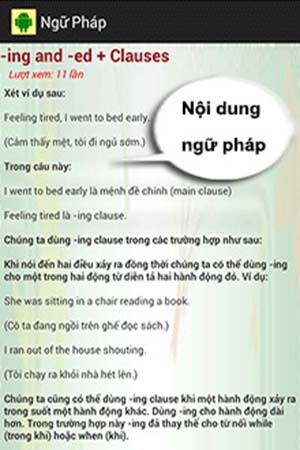 Ngữ Pháp
-ing and -ed + Clauses
Lượt xem: 11 lần
Xét ví dụ sau:
Feeling tired, I went to bed early.
(Cảm thấy mệt, tôi đi ngủ sớm.)
Nội dung
ngữ pháp
Trong câu này:
I went to bed early là mệnh đề chính (main clause)
Feeling tired là -ing clause.
Chúng ta dùng -ing clause trong các trường hợp như sau:
Khi nói đến hai điều xảy ra đồng thời chúng ta có thể dùng -ing
cho một trong hai động từ diễn tả hai hành động đó. Ví dụ:
She was sitting in a chair reading a book.
(Cô ta đang ngồi trên ghế đọc sách.)
I ran out of the house shouting.
(Tôi chạy ra khỏi nhà hét lên.)
Chúng ta cũng có thể dùng -ing clause khi một hành động xảy ra
trong suốt một hành động khác. Dùng -ing cho hành động dài
hơn. Trong trường hợp này -ing đã thay thế cho từ nối while
(trong khi) hoặc when (khi).